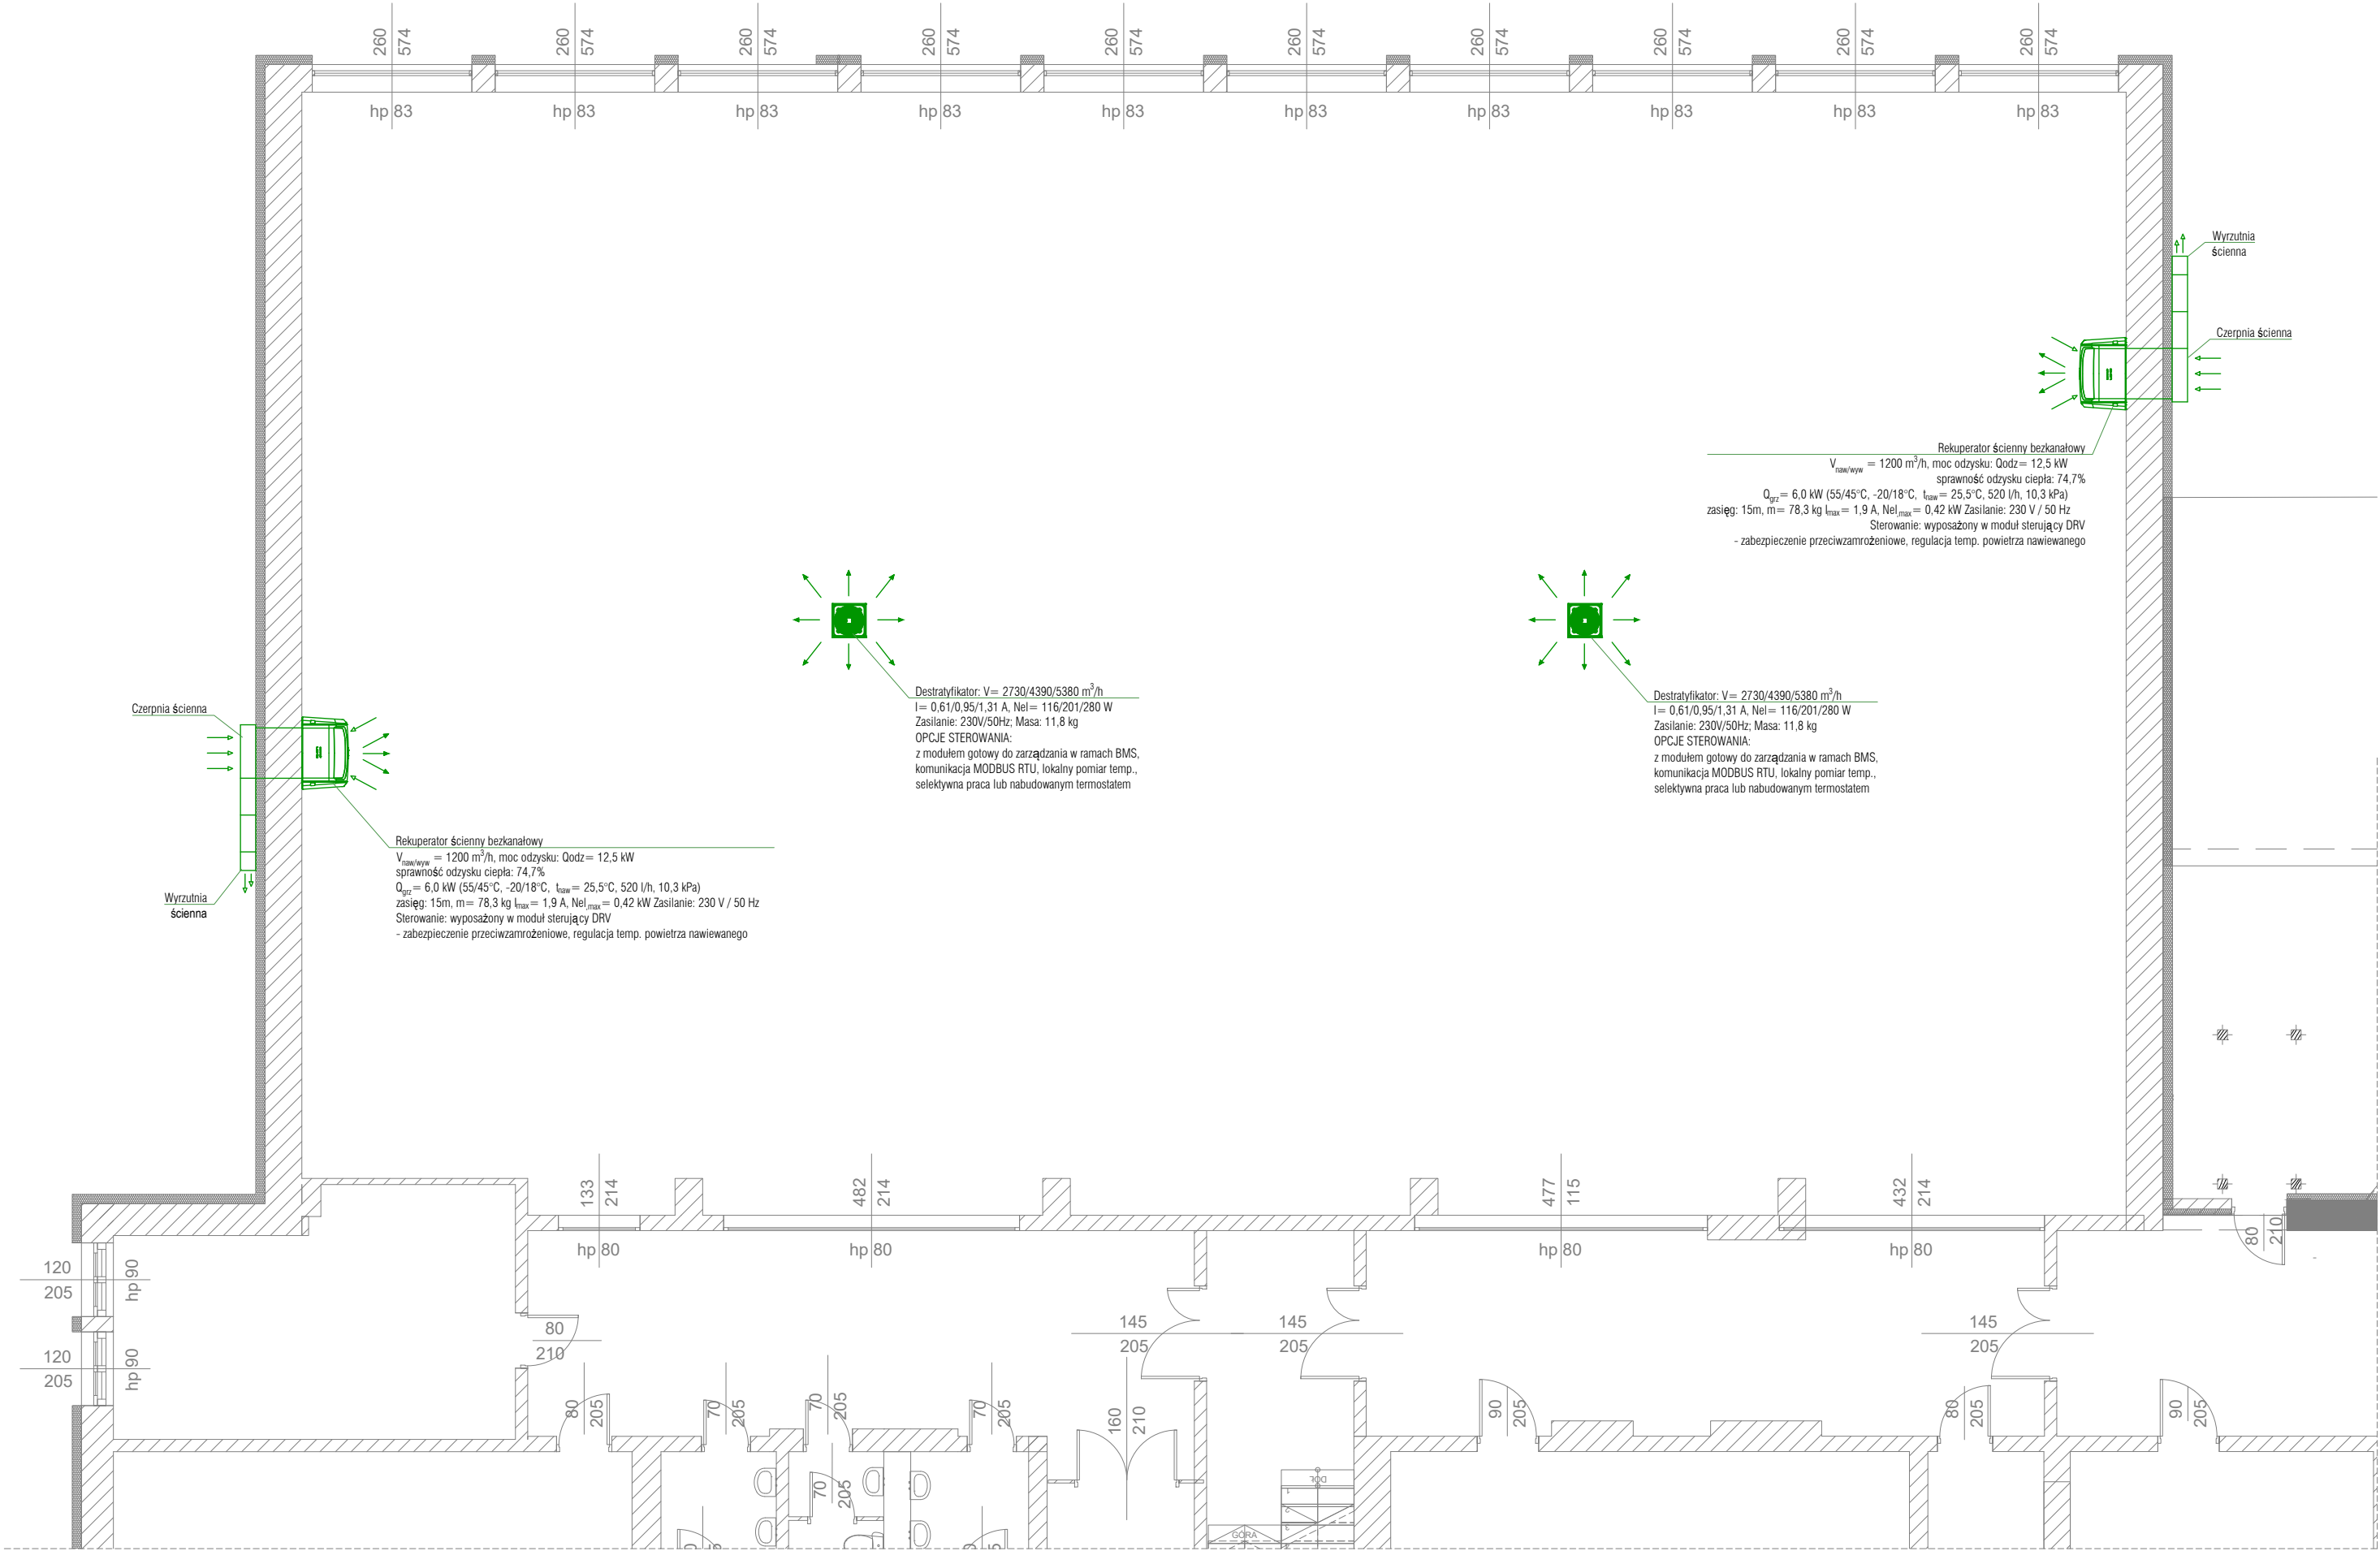 260 574 260 574 260 574 260 574 260 574 260 574 260 574 260 574 260 574 260 574
hp 83 hp 83 hp 83 hp 83 hp 83 hp 83 hp 83 hp 83 hp 83 hp 83
Wyrzutnia
ścienna
Czerpnia ścienna
Rekuperator ścienny bezkanałowy
Vnaw/wyw = 1200 m³/h, moc odzysku: Qodz= 12,5 kW
sprawność odzysku ciepła: 74,7%
Qgrz= 6,0 kW (55/45°C, -20/18°C, tnaw= 25,5°C, 520 l/h, 10,3 kPa)
zasięg: 15m, m= 78,3 kg Imax= 1,9 A, Nel,max= 0,42 kW Zasilanie: 230 V / 50 Hz
Sterowanie: wyposażony w moduł sterujący DRV
- zabezpieczenie przeciwzamrożeniowe, regulacja temp. powietrza nawiewanego
Destratyfikator: V= 2730/4390/5380 m³/h
I= 0,61/0,95/1,31 A, Nel= 116/201/280 W
Zasilanie: 230V/50Hz; Masa: 11,8 kg
OPCJE STEROWANIA:
z modułem gotowy do zarządzania w ramach BMS,
komunikacja MODBUS RTU, lokalny pomiar temp.,
selektywna praca lub nabudowanym termostatem
Destratyfikator: V= 2730/4390/5380 m³/h
I= 0,61/0,95/1,31 A, Nel= 116/201/280 W
Zasilanie: 230V/50Hz; Masa: 11,8 kg
OPCJE STEROWANIA:
z modułem gotowy do zarządzania w ramach BMS,
komunikacja MODBUS RTU, lokalny pomiar temp.,
selektywna praca lub nabudowanym termostatem
Czerpnia ścienna
Wyrzutnia
ścienna
Rekuperator ścienny bezkanałowy
Vnaw/wyw = 1200 m³/h, moc odzysku: Qodz= 12,5 kW
sprawność odzysku ciepła: 74,7%
Qgrz= 6,0 kW (55/45°C, -20/18°C, tnaw= 25,5°C, 520 l/h, 10,3 kPa)
zasięg: 15m, m= 78,3 kg Imax= 1,9 A, Nel,max= 0,42 kW Zasilanie: 230 V / 50 Hz
Sterowanie: wyposażony w moduł sterujący DRV
- zabezpieczenie przeciwzamrożeniowe, regulacja temp. powietrza nawiewanego
133 214 482 214 477 115 432 214
hp 80 hp 80 hp 80 hp 80
80 210
120
205
hp 90
120
205
hp 90
80
210
145
205
145
205
145
205
80 205 70 205 70 205 70 205 160 210 90 205 80 205 90 205
70 205
DÓŁ
1
2
3
GÓRA